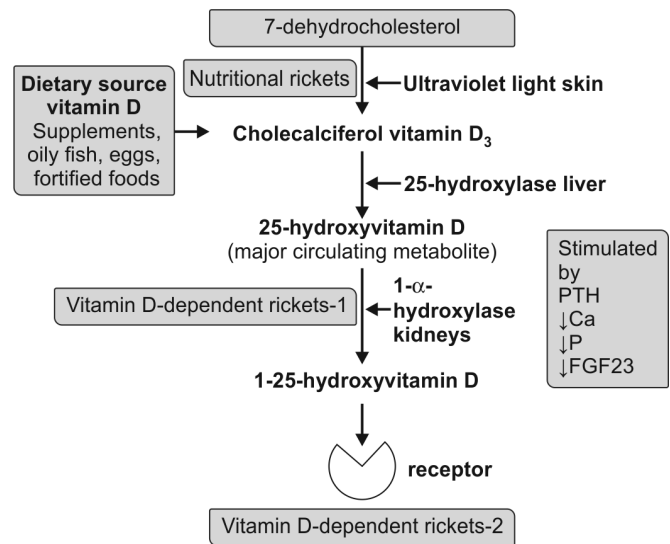 7-dehydrocholesterol
Nutritional rickets
Ultraviolet light skin
Dietary source
vitamin D
Supplements,
oily fish, eggs,
fortified foods
Cholecalciferol vitamin D₃
25-hydroxylase liver
25-hydroxyvitamin D
(major circulating metabolite)
Vitamin D-dependent rickets-1
1-α-
hydroxylase
kidneys
Stimulated
by
PTH
↓Ca
↓P
↓FGF23
1-25-hydroxyvitamin D
receptor
Vitamin D-dependent rickets-2